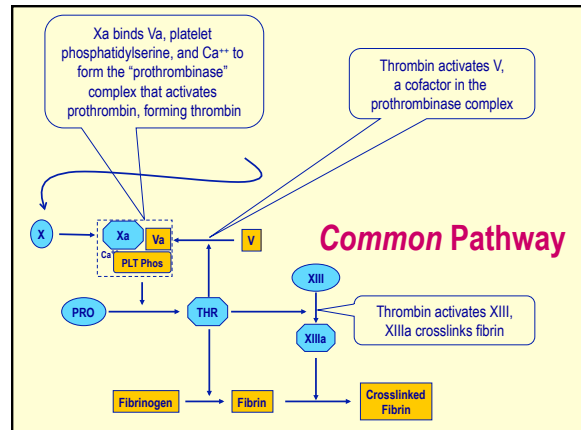 Xa binds Va, platelet
phosphatidylserine, and Ca⁺⁺ to
form the “prothrombinase”
complex that activates
prothrombin, forming thrombin
Thrombin activates V,
a cofactor in the
prothrombinase complex
X
Xa
Va
V
Ca⁺⁺
PLT Phos
Common Pathway
XIII
PRO
THR
Thrombin activates XIII,
XIIIa crosslinks fibrin
XIIIa
Fibrinogen
Fibrin
Crosslinked
Fibrin